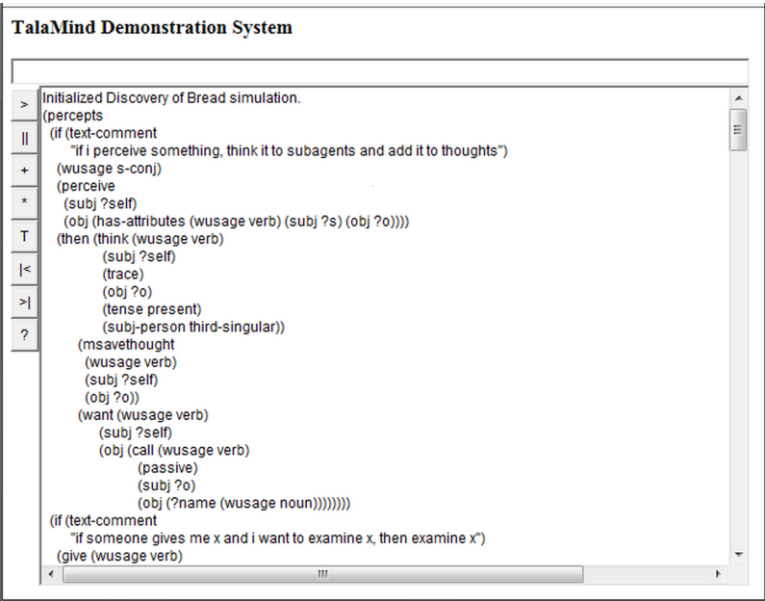 TalaMind Demonstration System
Initialized Discovery of Bread simulation.
(percepts
(if (text-comment
"if i perceive something, think it to subagents and add it to thoughts")
(wusage s-conj)
(perceive
(subj ?self)
(obj (has-attributes (wusage verb) (subj ?s) (obj ?o))))
(then (think (wusage verb)
(subj ?self)
(trace)
(obj ?o)
(tense present)
(subj-person third-singular))
(msavethought
(wusage verb)
(subj ?self)
(obj ?o))
(want (wusage verb)
(subj ?self)
(obj (call (wusage verb)
(passive)
(subj ?o)
(obj (?name (wusage noun))))))))
(if (text-comment
"if someone gives me x and i want to examine x, then examine x")
(give (wusage verb)
>
||
+
*
T
|<
>|
?